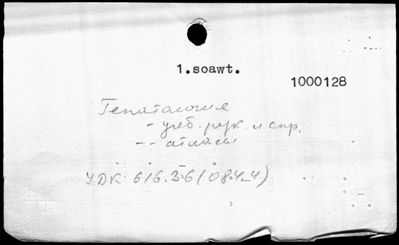 1.soawt.
1000128
Гепатология
- учеб. рук. и спр.
- - атласы
УДК: 616.36(084.4)